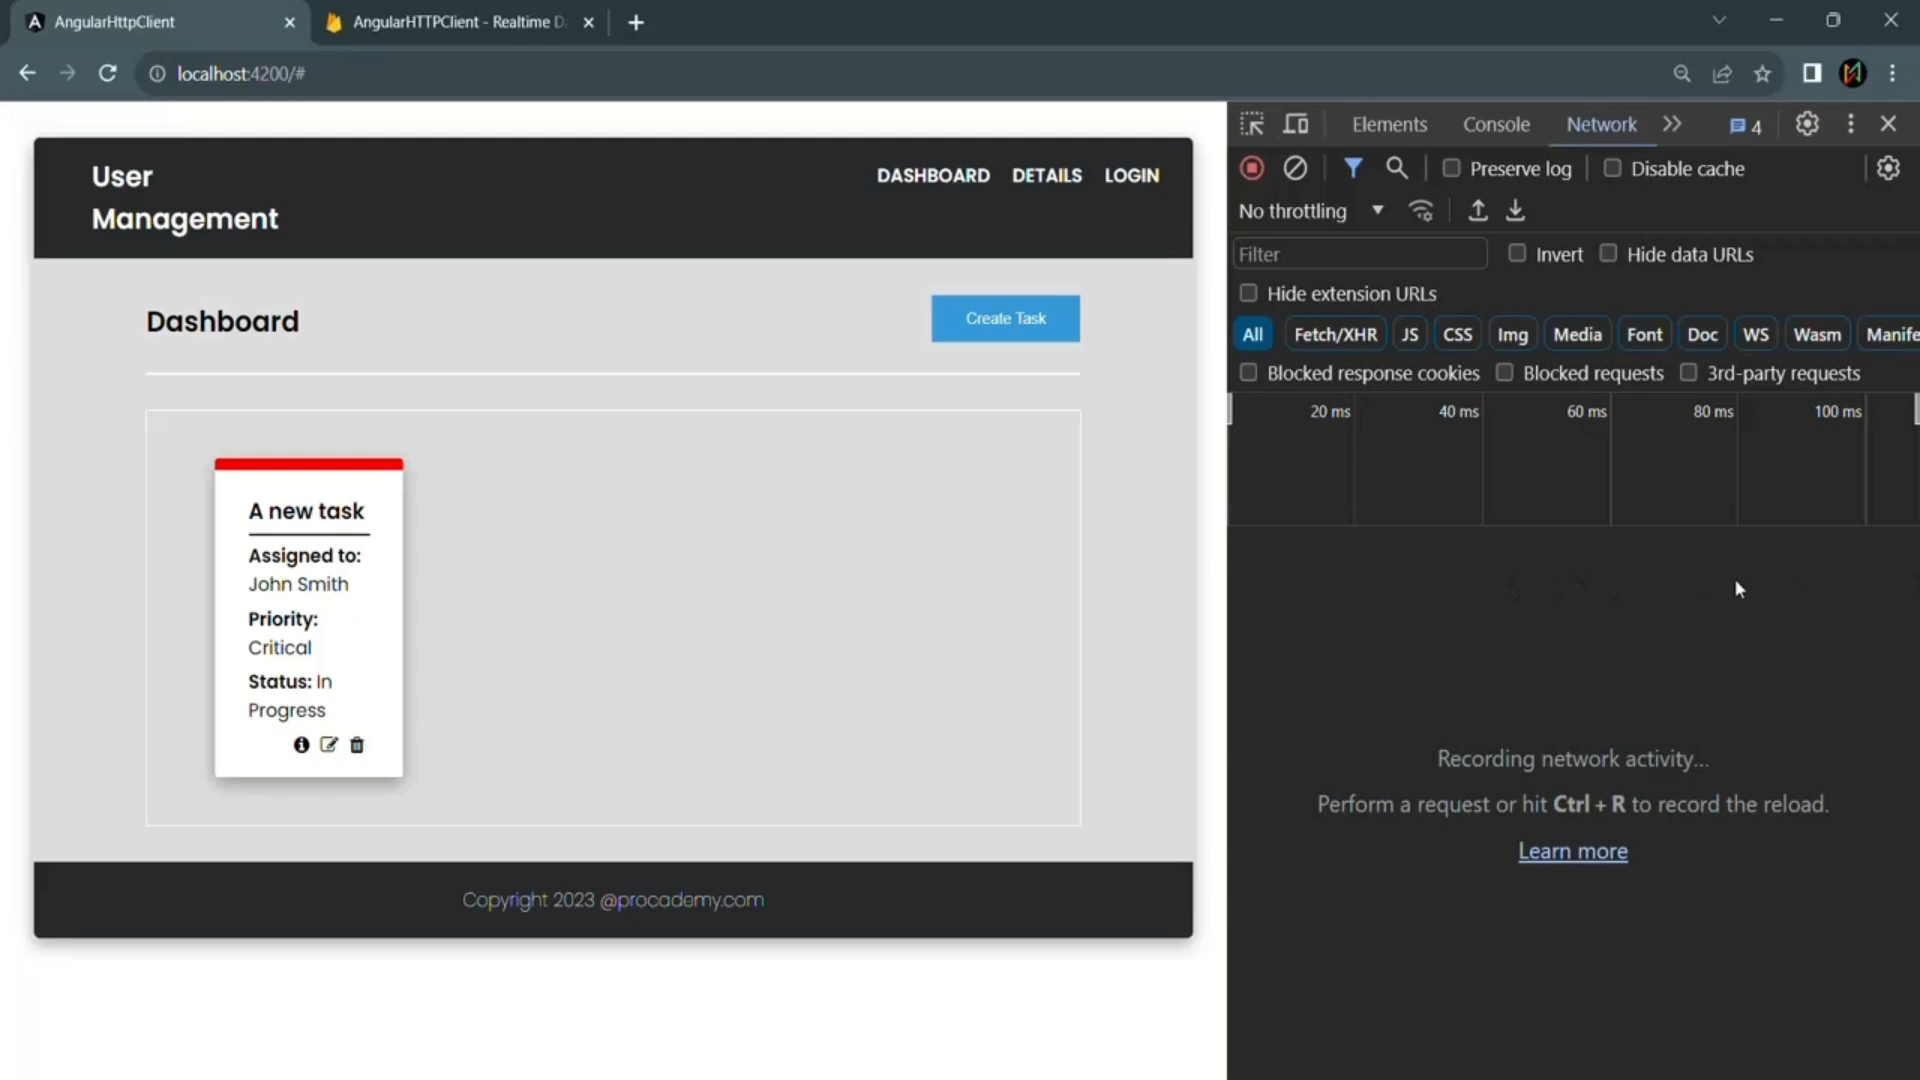 AngularHttpClient
AngularHTTPClient - Realtime D
localhost:4200/#
User
Management
DASHBOARD DETAILS LOGIN
Dashboard
Create Task
A new task
Assigned to:
John Smith
Priority:
Critical
Status: In
Progress
Copyright 2023 @procademy.com
Elements Console Network 4
Preserve log Disable cache
No throttling
Filter Invert Hide data URLs
Hide extension URLs
All Fetch/XHR JS CSS Img Media Font Doc WS Wasm Manife
Blocked response cookies Blocked requests 3rd-party requests
20 ms 40 ms 60 ms 80 ms 100 ms
Recording network activity...
Perform a request or hit Ctrl + R to record the reload.
Learn more